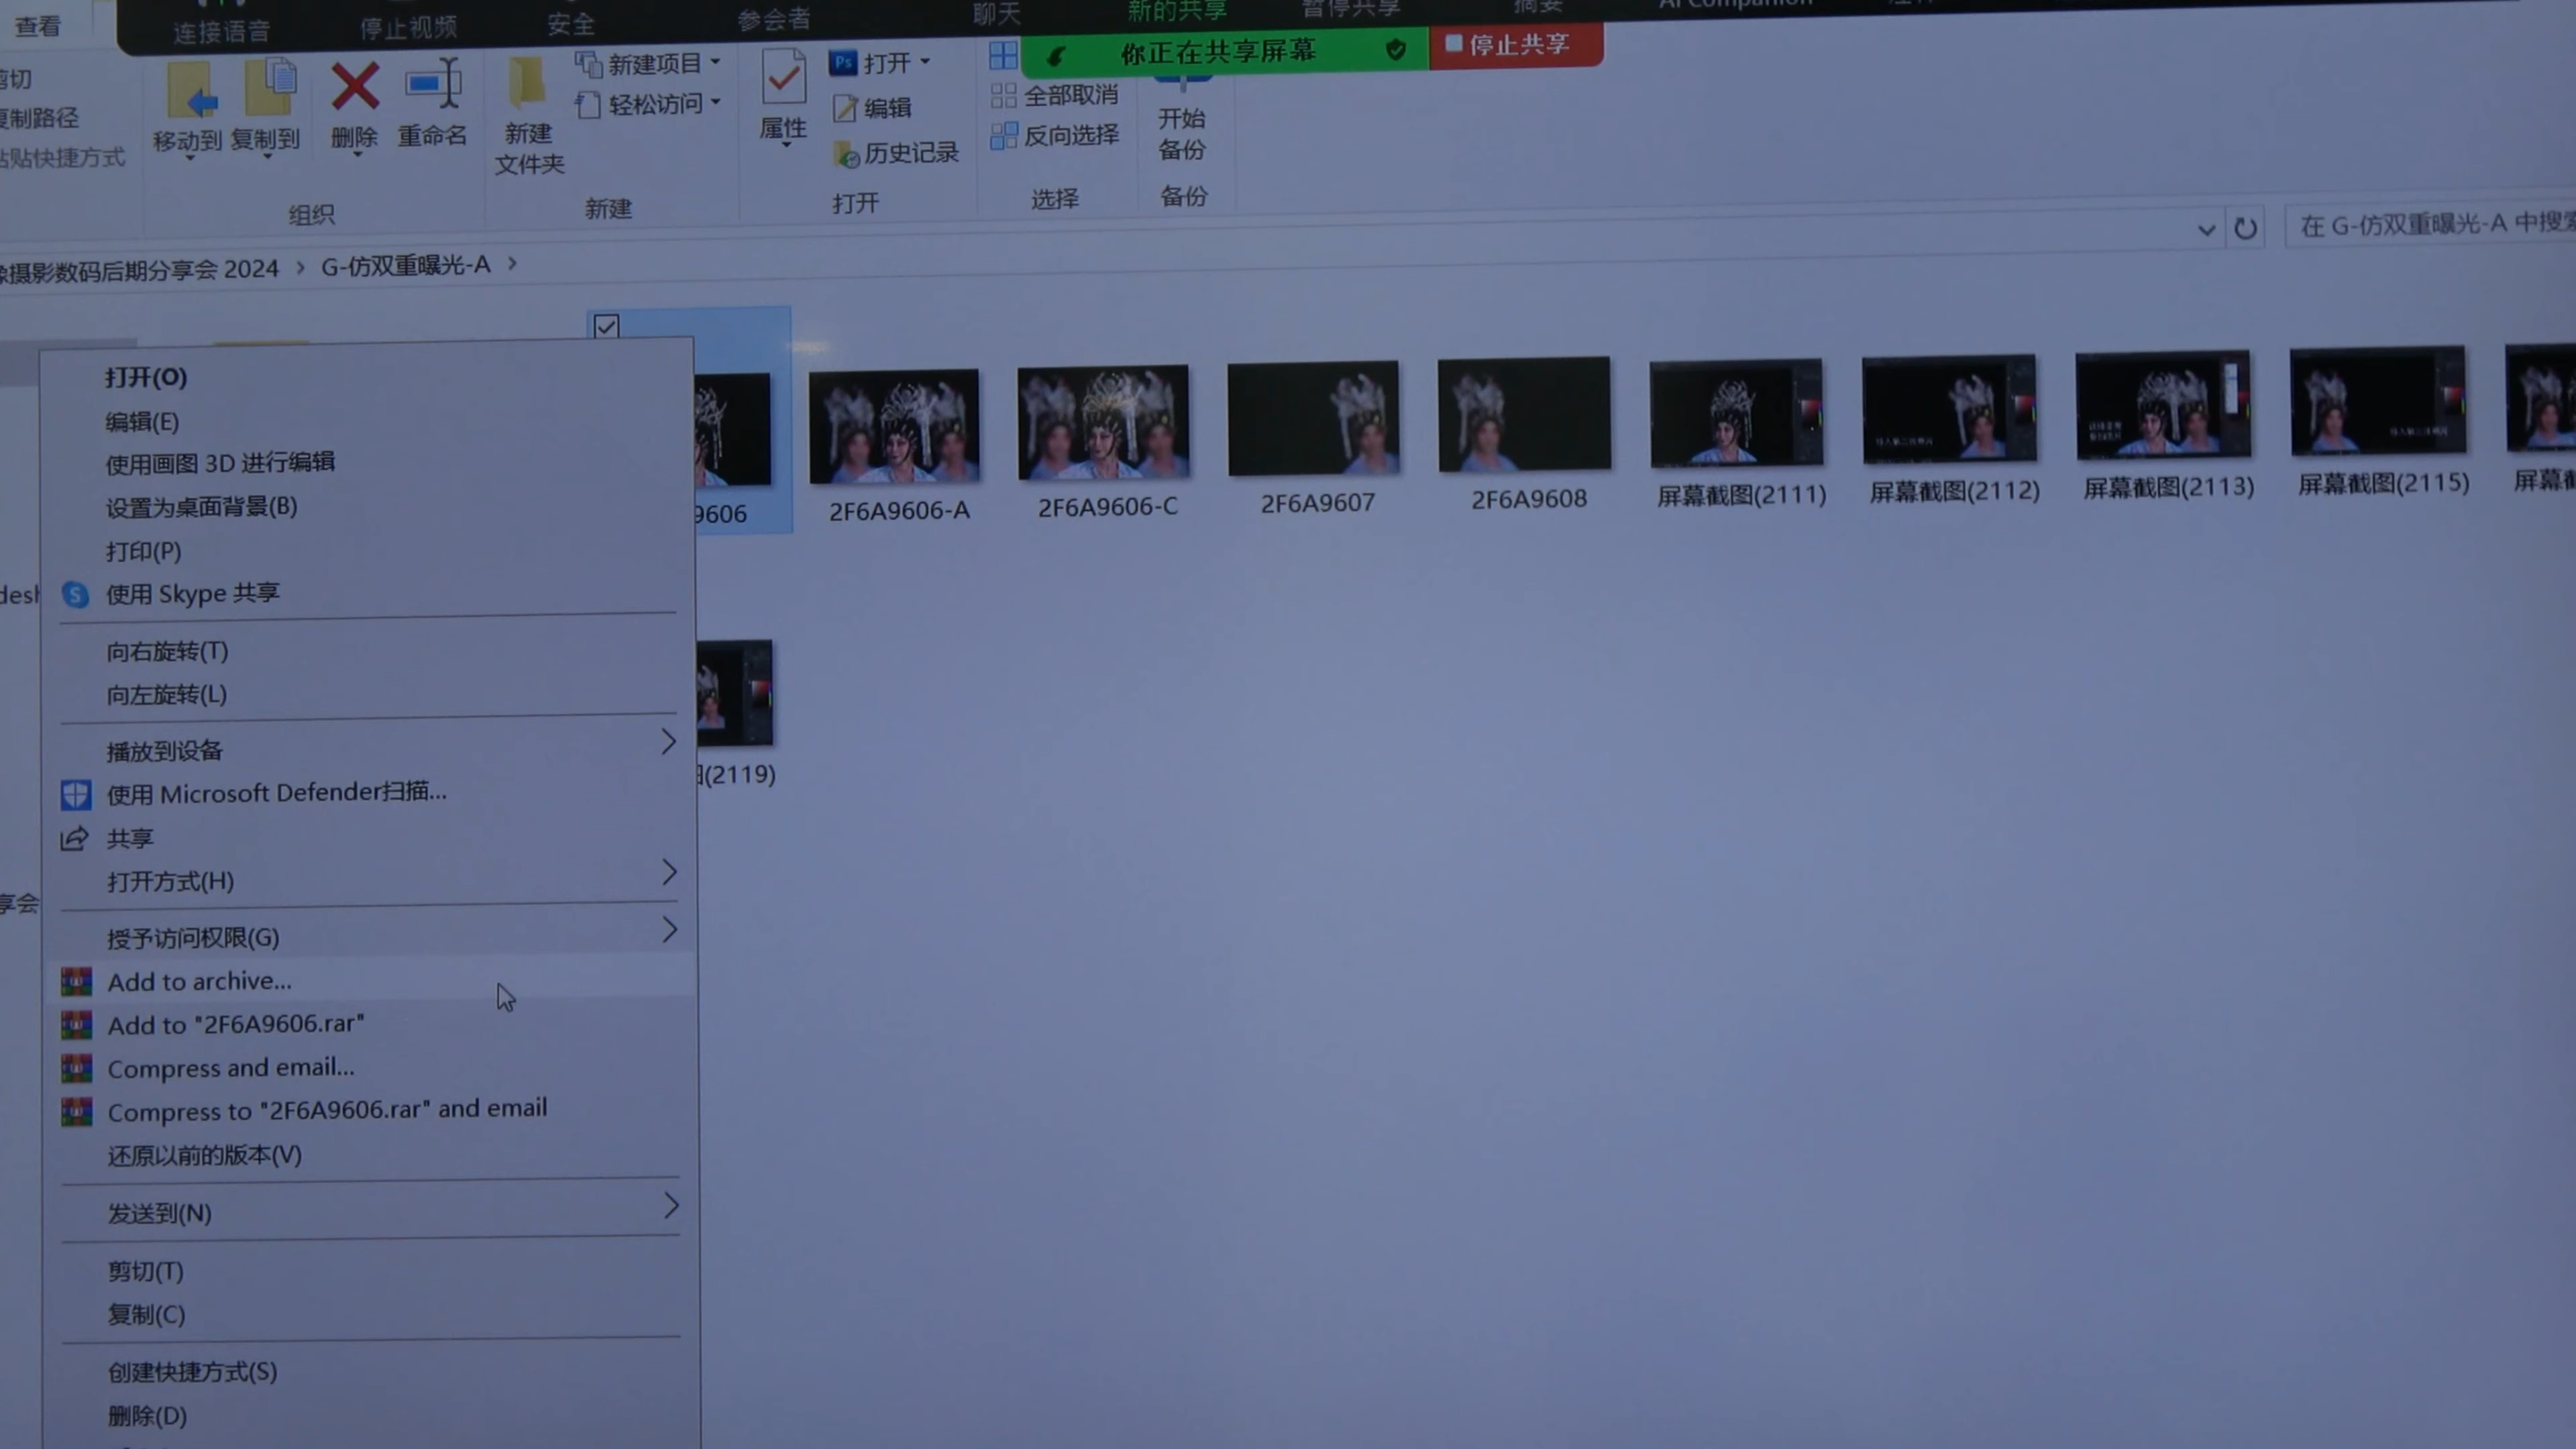 查看
连接语音
停止视频
安全
参会者
聊天
新的共享
暂停共享
摘要
AI Companion
你正在共享屏幕
停止共享
剪切
复制路径
粘贴快捷方式
移动到
复制到
删除
重命名
组织
新建
文件夹
新建项目
轻松访问
新建
属性
Ps 打开
编辑
历史记录
打开
全部取消
反向选择
选择
开始
备份
备份
摄影数码后期分享会 2024 › G-仿双重曝光-A ›
在 G-仿双重曝光-A 中搜索
打开(O)
编辑(E)
使用画图 3D 进行编辑
设置为桌面背景(B)
打印(P)
使用 Skype 共享
向右旋转(T)
向左旋转(L)
播放到设备
使用 Microsoft Defender扫描...
共享
打开方式(H)
授予访问权限(G)
Add to archive...
Add to "2F6A9606.rar"
Compress and email...
Compress to "2F6A9606.rar" and email
还原以前的版本(V)
发送到(N)
剪切(T)
复制(C)
创建快捷方式(S)
删除(D)
9606
2F6A9606-A
2F6A9606-C
2F6A9607
2F6A9608
屏幕截图(2111)
屏幕截图(2112)
屏幕截图(2113)
屏幕截图(2115)
屏幕截
(2119)
享会